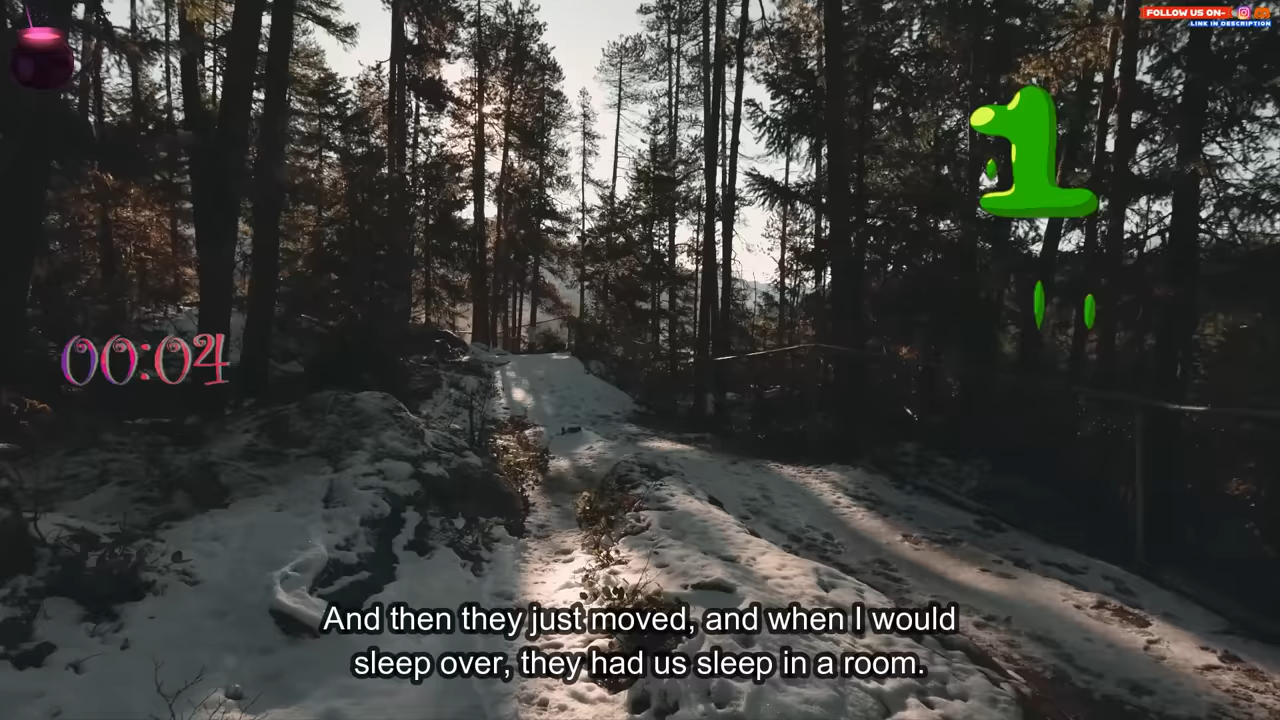 FOLLOW US ON-
LINK IN DESCRIPTION
1
00:04
And then they just moved, and when I would
sleep over, they had us sleep in a room.